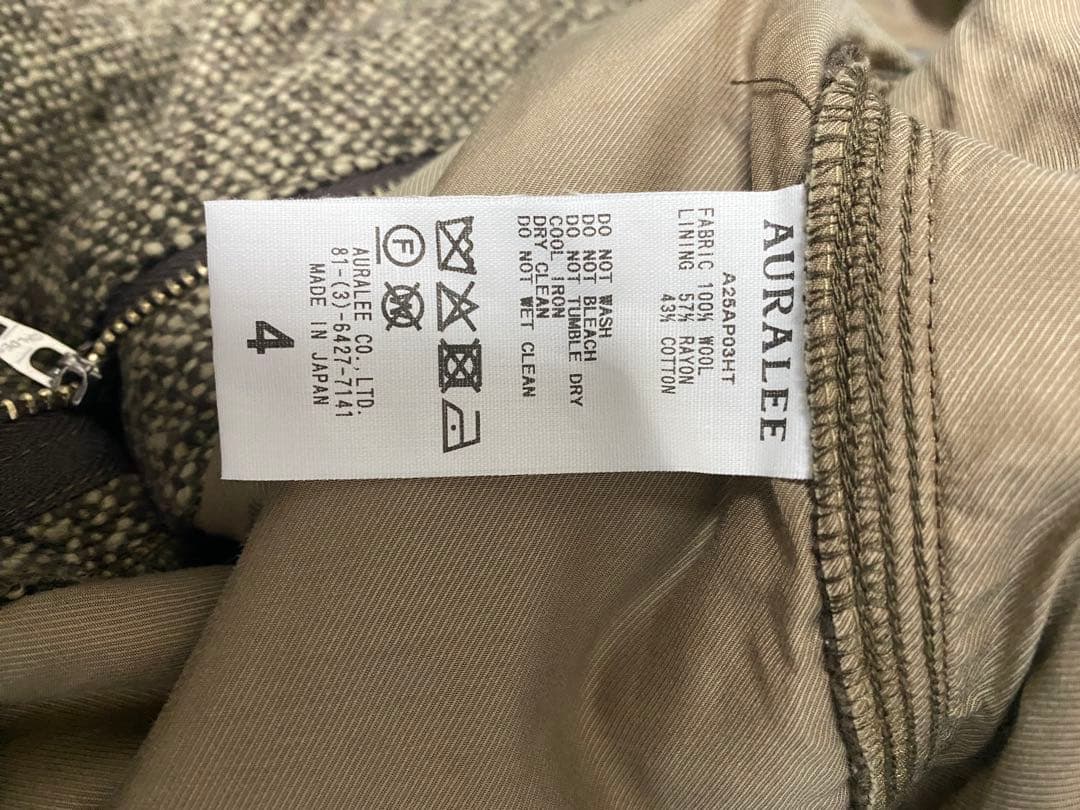 AURALEE
A25AP03HT
FABRIC 100% WOOL
LINING 57% RAYON
43% COTTON
DO NOT WASH
DO NOT BLEACH
DO NOT TUMBLE DRY
COOL IRON
DRY CLEAN
DO NOT WET CLEAN
F
W
AURALEE CO., LTD.
81-(3)-6427-7141
MADE IN JAPAN
4